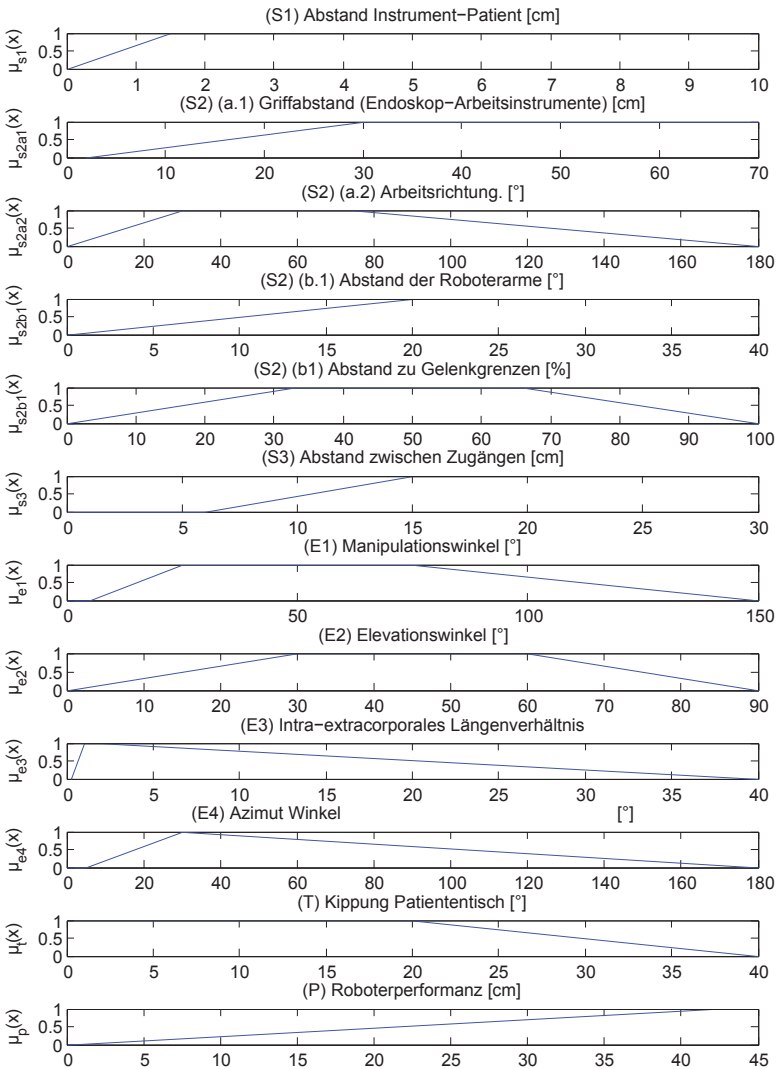 (S1) Abstand Instrument−Patient [cm]
μs1(x)
1
0.5
0
0 1 2 3 4 5 6 7 8 9 10
(S2) (a.1) Griffabstand (Endoskop−Arbeitsinstrumente) [cm]
μs2a1(x)
1
0.5
0
0 10 20 30 40 50 60 70
(S2) (a.2) Arbeitsrichtung. [°]
μs2a2(x)
1
0.5
0
0 20 40 60 80 100 120 140 160 180
(S2) (b.1) Abstand der Roboterarme [°]
μs2b1(x)
1
0.5
0
0 5 10 15 20 25 30 35 40
(S2) (b1) Abstand zu Gelenkgrenzen [%]
μs2b1(x)
1
0.5
0
0 10 20 30 40 50 60 70 80 90 100
(S3) Abstand zwischen Zugängen [cm]
μs3(x)
1
0.5
0
0 5 10 15 20 25 30
(E1) Manipulationswinkel [°]
μe1(x)
1
0.5
0
0 50 100 150
(E2) Elevationswinkel [°]
μe2(x)
1
0.5
0
0 10 20 30 40 50 60 70 80 90
(E3) Intra−extracorporales Längenverhältnis
μe3(x)
1
0.5
0
0 5 10 15 20 25 30 35 40
(E4) Azimut Winkel [°]
μe4(x)
1
0.5
0
0 20 40 60 80 100 120 140 160 180
(T) Kippung Patiententisch [°]
μt(x)
1
0.5
0
0 5 10 15 20 25 30 35 40
(P) Roboterperformanz [cm]
μp(x)
1
0.5
0
0 5 10 15 20 25 30 35 40 45